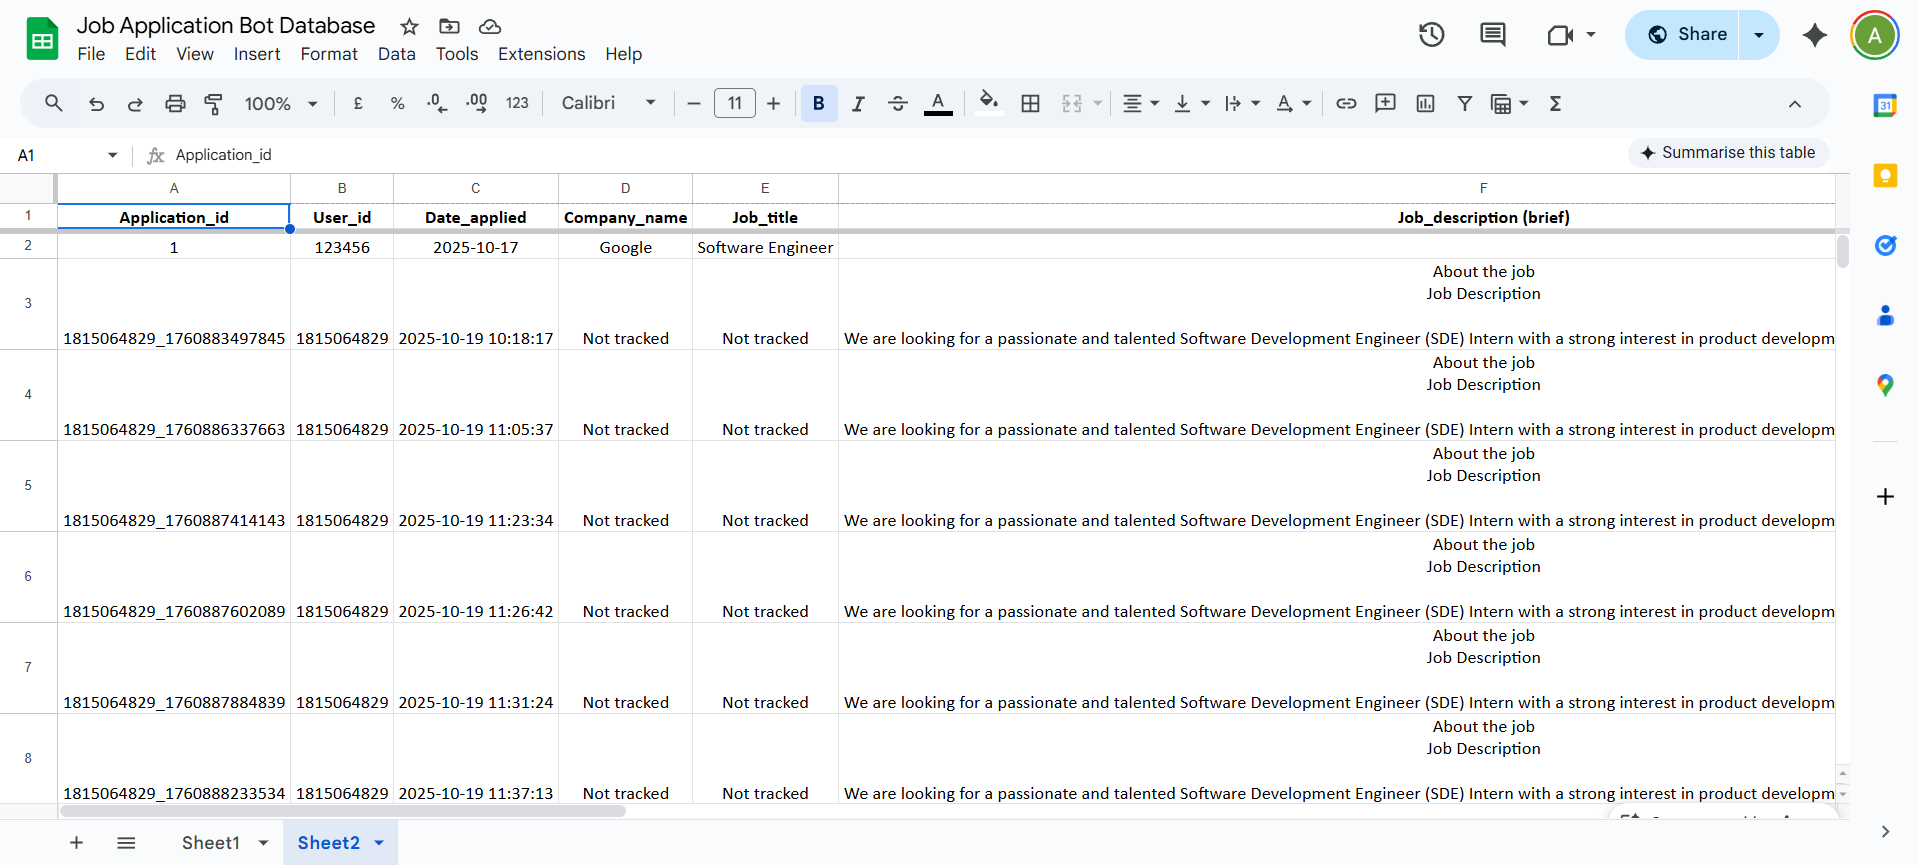 Job Application Bot Database
File Edit View Insert Format Data Tools Extensions Help
Share
A
100% £ % .0 .00 123 Calibri 11 B I S A A Σ
31
A1 fx Application_id
Summarise this table
A B C D E F
1 Application_id User_id Date_applied Company_name Job_title Job_description (brief)
2 1 123456 2025-10-17 Google Software Engineer
About the job
Job Description
3 1815064829_1760883497845 1815064829 2025-10-19 10:18:17 Not tracked Not tracked We are looking for a passionate and talented Software Development Engineer (SDE) Intern with a strong interest in product developm
About the job
Job Description
4 1815064829_1760886337663 1815064829 2025-10-19 11:05:37 Not tracked Not tracked We are looking for a passionate and talented Software Development Engineer (SDE) Intern with a strong interest in product developm
About the job
Job Description
5 1815064829_1760887414143 1815064829 2025-10-19 11:23:34 Not tracked Not tracked We are looking for a passionate and talented Software Development Engineer (SDE) Intern with a strong interest in product developm
About the job
Job Description
6 1815064829_1760887602089 1815064829 2025-10-19 11:26:42 Not tracked Not tracked We are looking for a passionate and talented Software Development Engineer (SDE) Intern with a strong interest in product developm
About the job
Job Description
7 1815064829_1760887884839 1815064829 2025-10-19 11:31:24 Not tracked Not tracked We are looking for a passionate and talented Software Development Engineer (SDE) Intern with a strong interest in product developm
About the job
Job Description
8 1815064829_1760888233534 1815064829 2025-10-19 11:37:13 Not tracked Not tracked We are looking for a passionate and talented Software Development Engineer (SDE) Intern with a strong interest in product developm
Sheet1 Sheet2